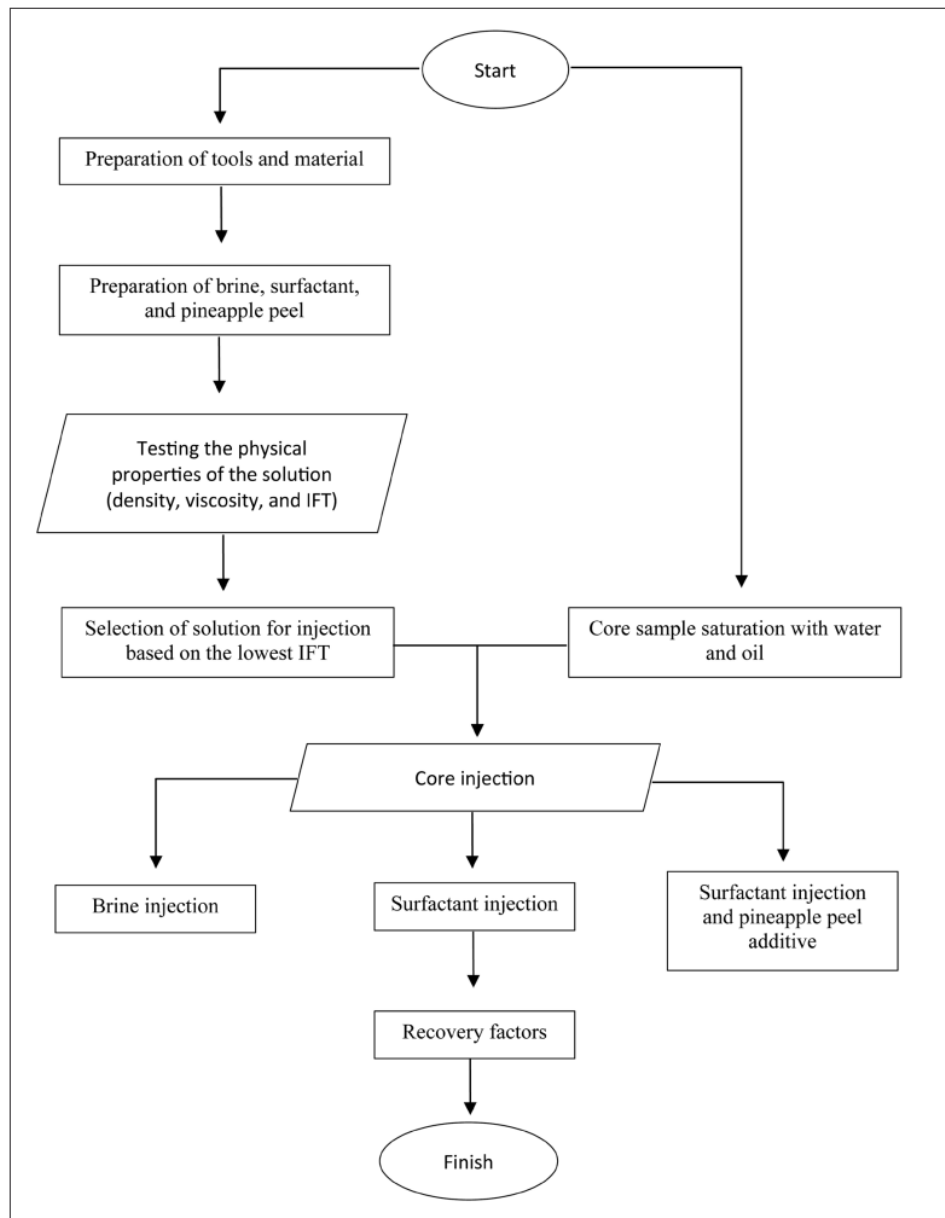 Start
Preparation of tools and material
Preparation of brine, surfactant,
and pineapple peel
Testing the physical
properties of the solution
(density, viscosity, and IFT)
Selection of solution for injection
based on the lowest IFT
Core sample saturation with water
and oil
Core injection
Brine injection
Surfactant injection
Surfactant injection
and pineapple peel
additive
Recovery factors
Finish